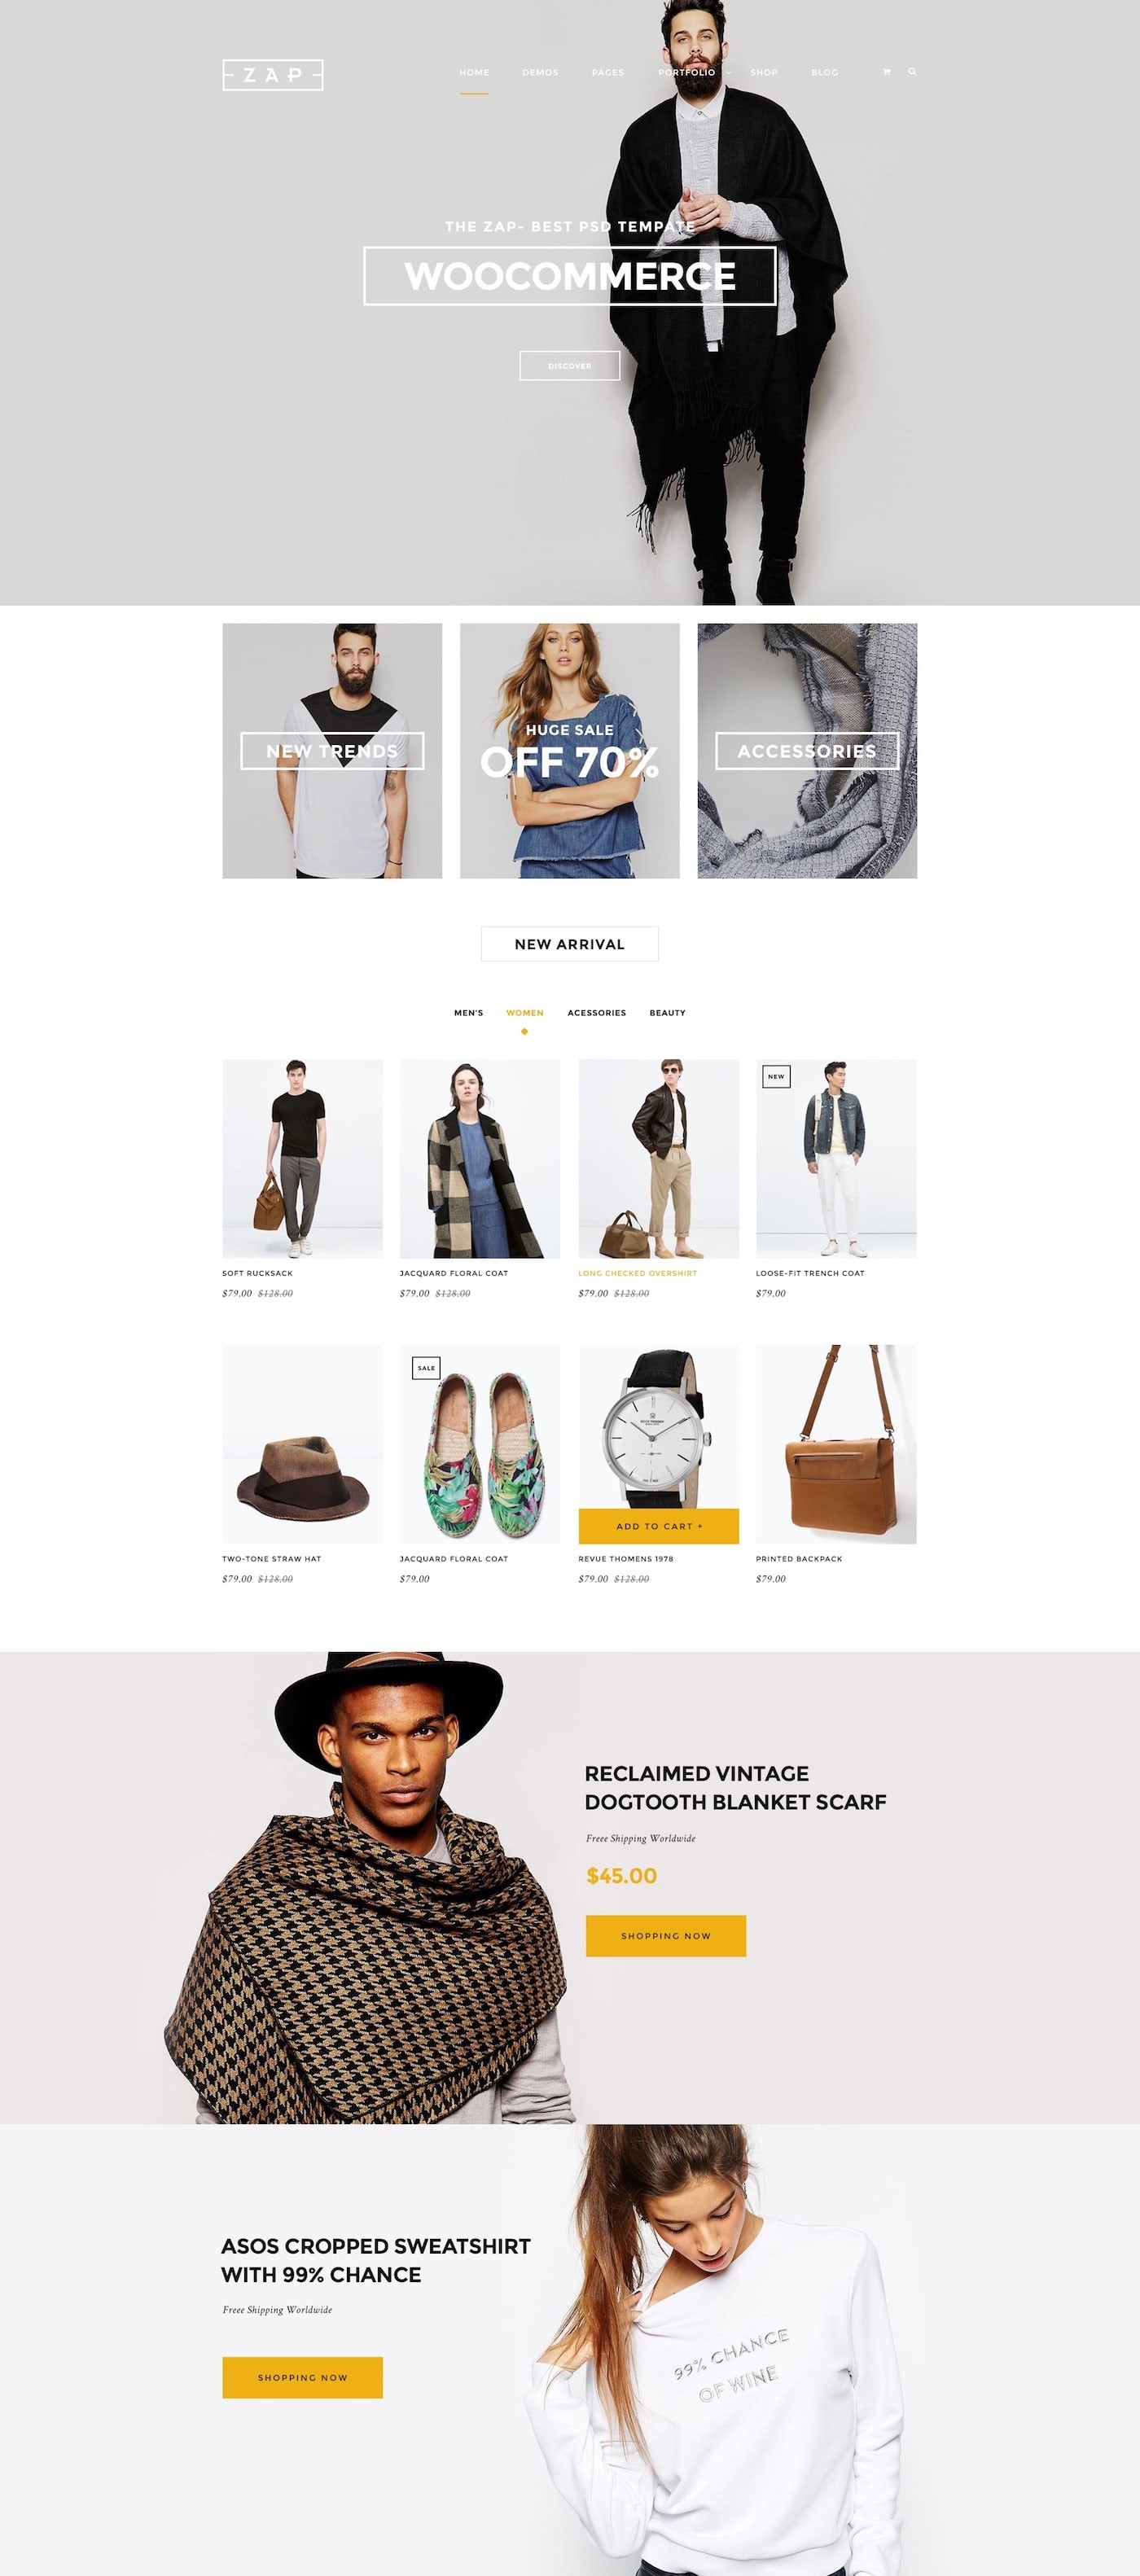 ZAP
HOME DEMOS PAGES PORTFOLIO SHOP BLOG
THE ZAP- BEST PSD TEMPATE
WOOCOMMERCE
DISCOVER
NEW TRENDS
HUGE SALE
OFF 70%
ACCESSORIES
NEW ARRIVAL
MEN'S WOMEN ACESSORIES BEAUTY
NEW
SOFT RUCKSACK
$79.00 $128.00
JACQUARD FLORAL COAT
$79.00 $128.00
LONG CHECKED OVERSHIRT
$79.00 $128.00
LOOSE-FIT TRENCH COAT
$79.00
SALE
ADD TO CART +
TWO-TONE STRAW HAT
$79.00 $128.00
JACQUARD FLORAL COAT
$79.00
REVUE THOMENS 1978
$79.00 $128.00
PRINTED BACKPACK
$79.00
RECLAIMED VINTAGE
DOGTOOTH BLANKET SCARF
Freee Shipping Worldwide
$45.00
SHOPPING NOW
ASOS CROPPED SWEATSHIRT
WITH 99% CHANCE
Freee Shipping Worldwide
SHOPPING NOW
99% CHANCE
OF WINE